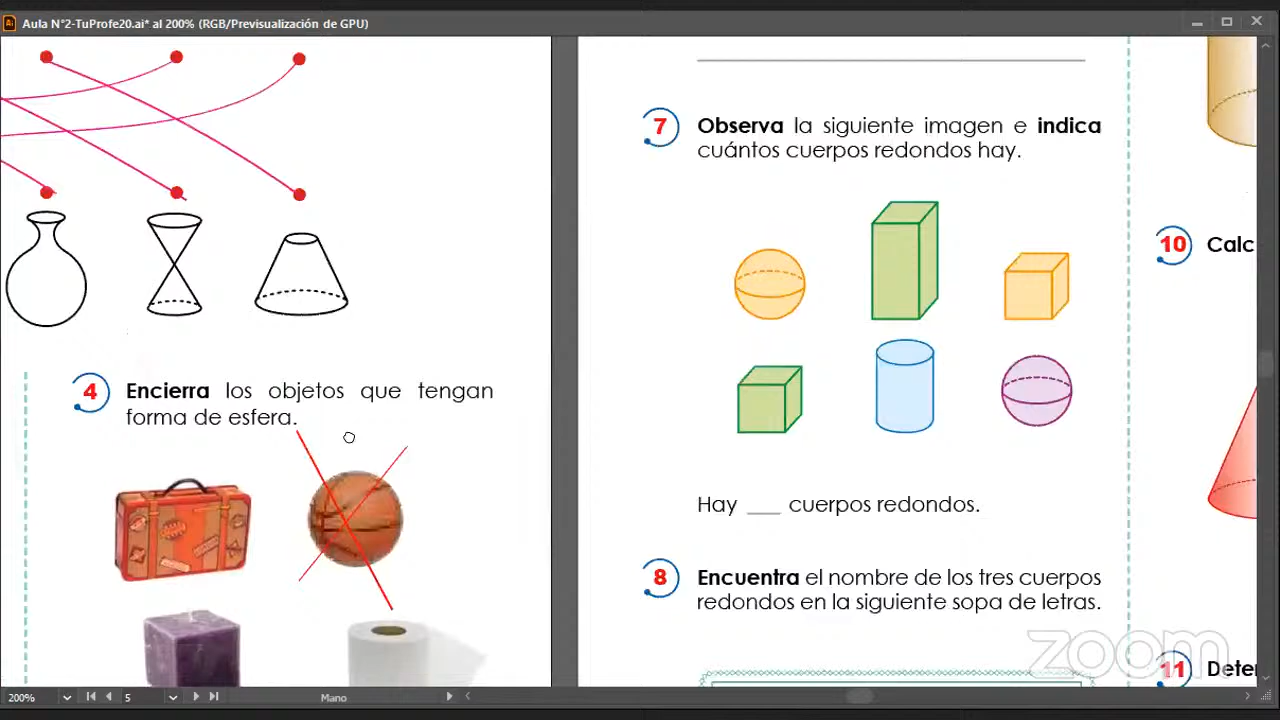 Ai Aula N°2-TuProfe20.ai* al 200% (RGB/Previsualización de GPU)
4 Encierra los objetos que tengan
forma de esfera.
7 Observa la siguiente imagen e indica
cuántos cuerpos redondos hay.
Hay ___ cuerpos redondos.
8 Encuentra el nombre de los tres cuerpos
redondos en la siguiente sopa de letras.
10 Calc
11 Deter
zoom
200% 5 Mano